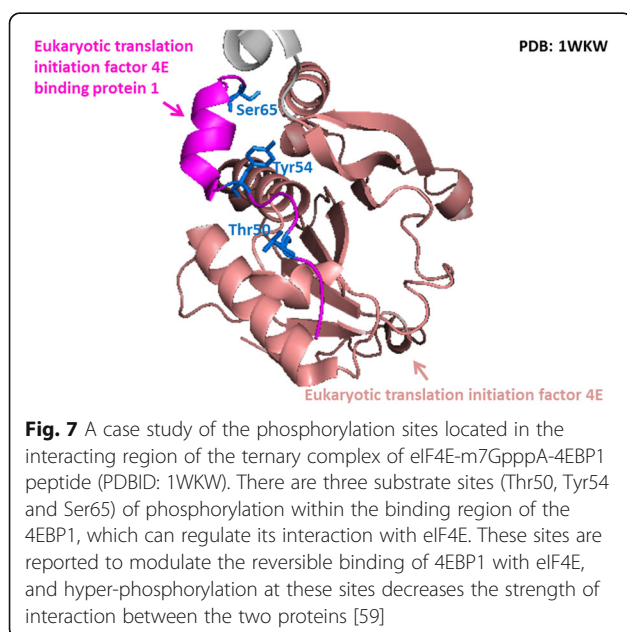 Eukaryotic translation
initiation factor 4E
binding protein 1
PDB: 1WKW
Ser65
Tyr54
Thr50
Eukaryotic translation initiation factor 4E
Fig. 7 A case study of the phosphorylation sites located in the
interacting region of the ternary complex of eIF4E-m7GpppA-4EBP1
peptide (PDBID: 1WKW). There are three substrate sites (Thr50, Tyr54
and Ser65) of phosphorylation within the binding region of the
4EBP1, which can regulate its interaction with eIF4E. These sites are
reported to modulate the reversible binding of 4EBP1 with eIF4E,
and hyper-phosphorylation at these sites decreases the strength of
interaction between the two proteins [59]